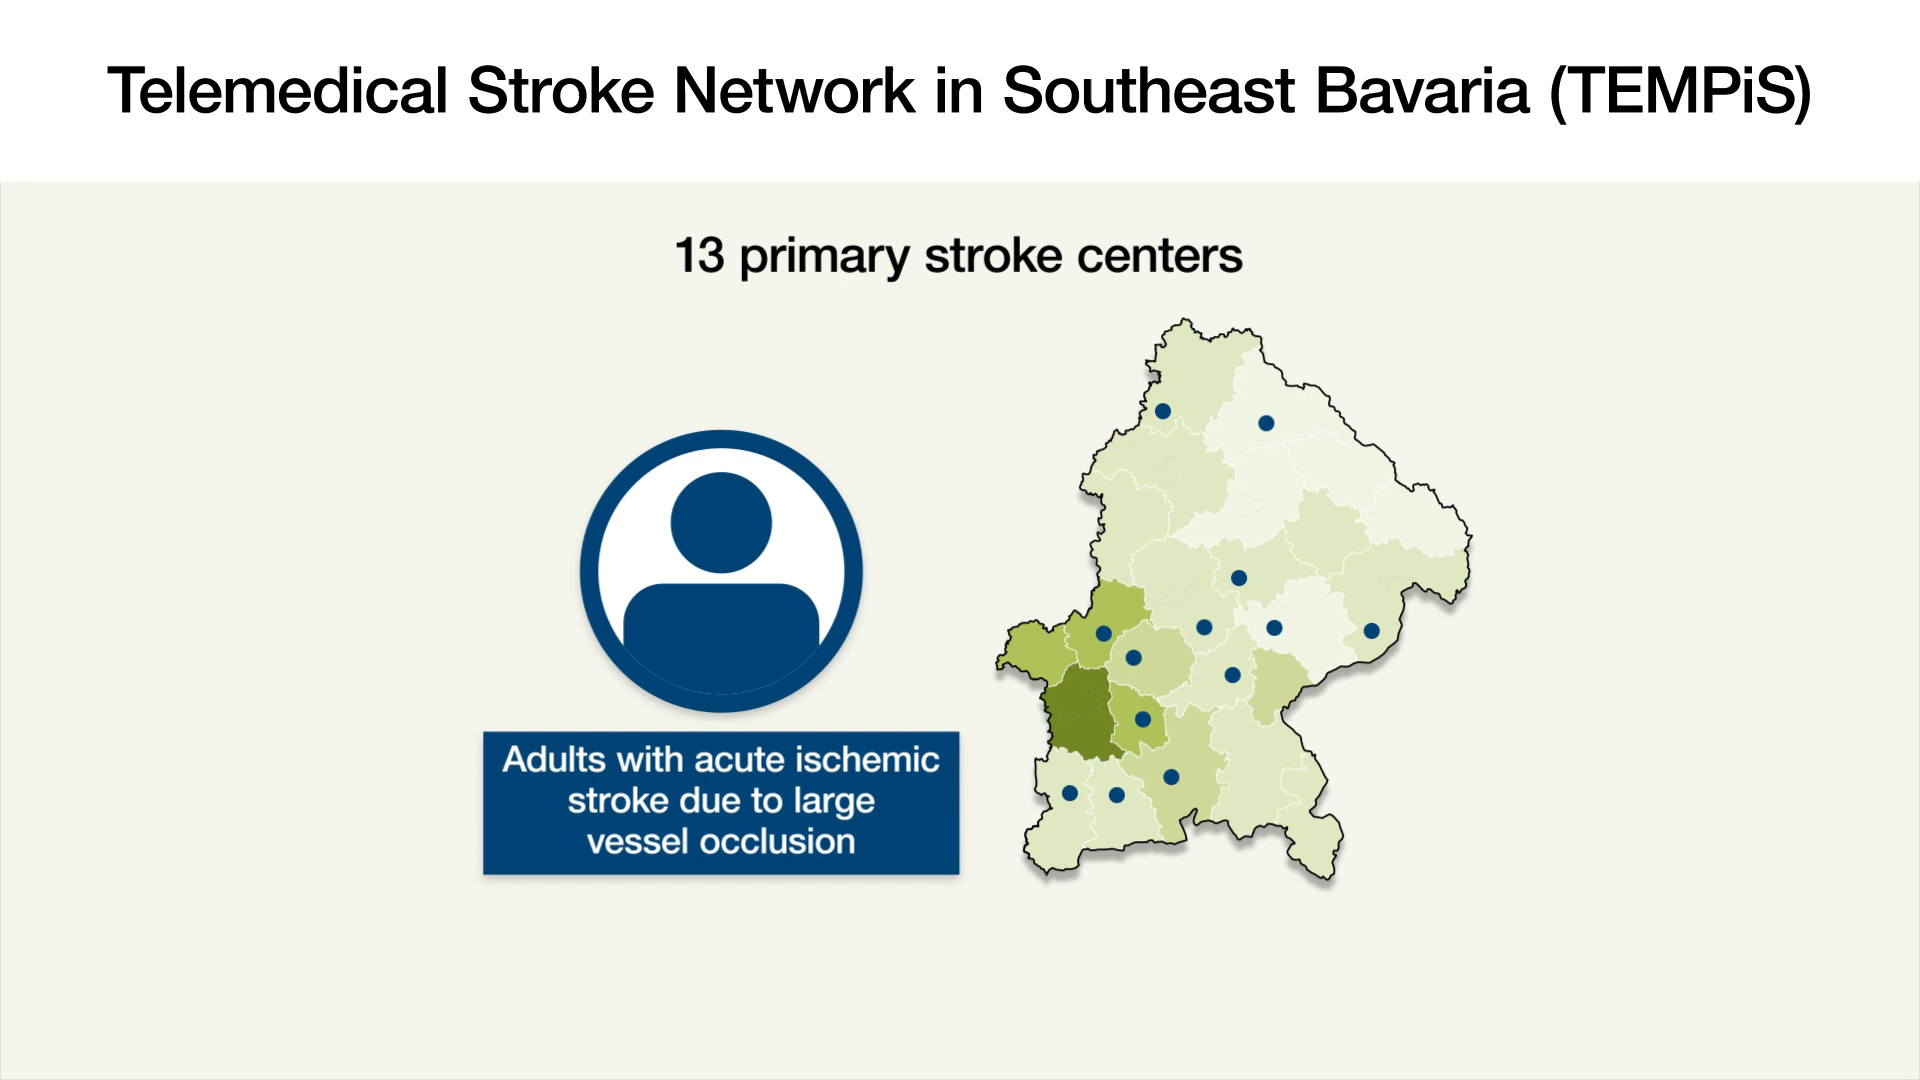 Telemedical Stroke Network in Southeast Bavaria (TEMPiS)
13 primary stroke centers
Adults with acute ischemic
stroke due to large
vessel occlusion